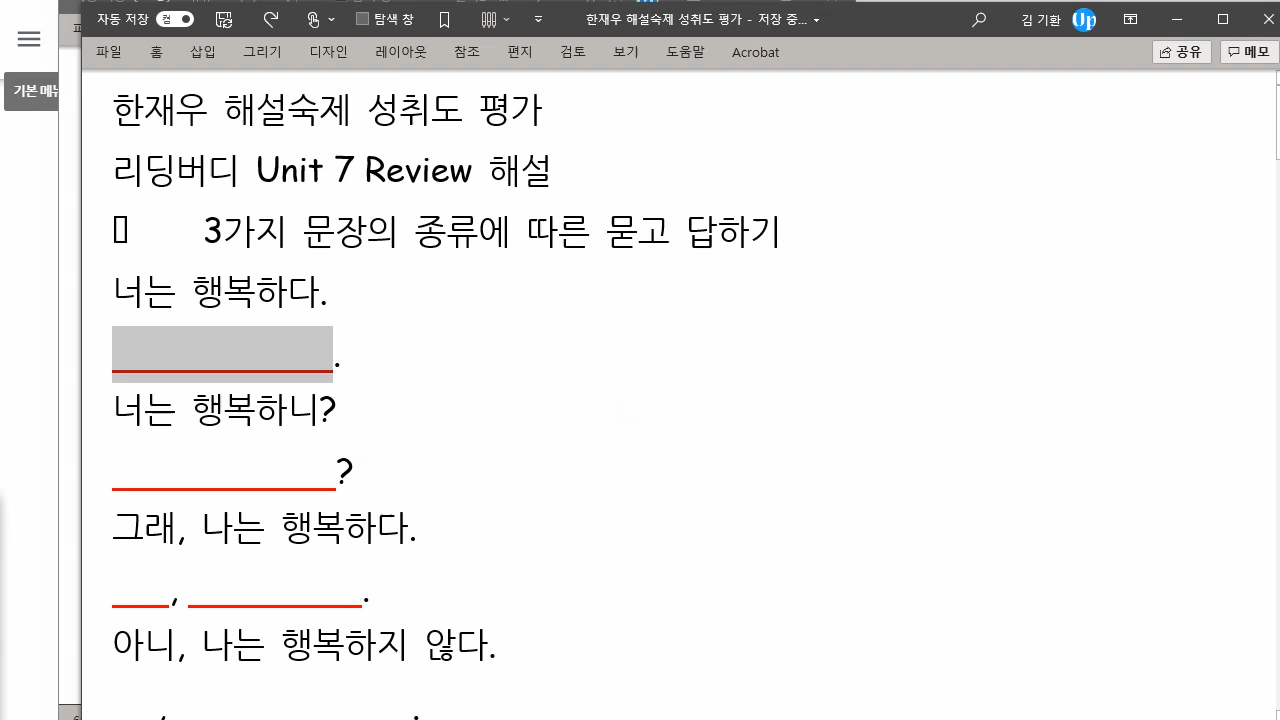 자동 저장 컴 탐색 창 한재우 해설숙제 성취도 평가 - 저장 중... 김 기환 Up
파일 홈 삽입 그리기 디자인 레이아웃 참조 편지 검토 보기 도움말 Acrobat 공유 메모
기본 메뉴
한재우 해설숙제 성취도 평가
리딩버디 Unit 7 Review 해설
3가지 문장의 종류에 따른 묻고 답하기
너는 행복하다.
.
너는 행복하니?
?
그래, 나는 행복하다.
, .
아니, 나는 행복하지 않다.